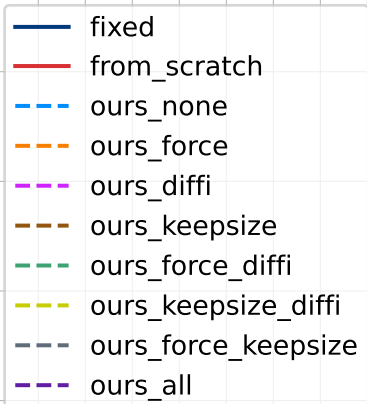 fixed
from_scratch
ours_none
ours_force
ours_diffi
ours_keepsize
ours_force_diffi
ours_keepsize_diffi
ours_force_keepsize
ours_all